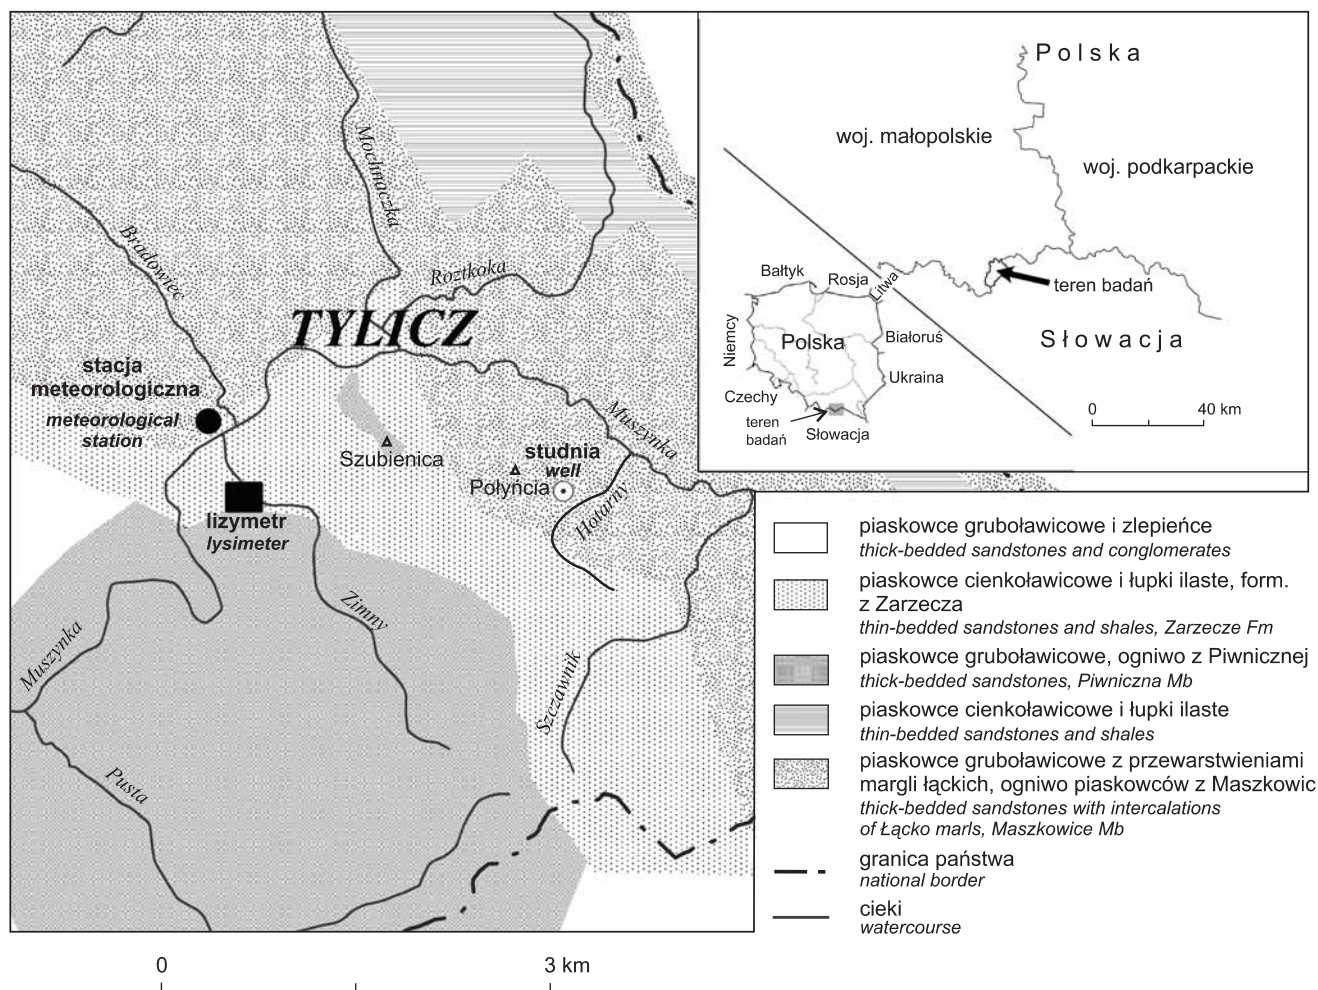 Mochnaczka
Bradowiec
Roztkoka
TYLICZ
stacja
meteorologiczna
meteorological
station
Muszynka
Szubienica
studnia
well
Połyńcia
Hotarny
lizymetr
lysimeter
Zimny
Muszynka
Szczawnik
Pusta
0
3 km
Polska
woj. małopolskie
woj. podkarpackie
teren badań
Słowacja
0
40 km
Bałtyk
Rosja
Litwa
Niemcy
Polska
Białoruś
Ukraina
Czechy
teren
badań
Słowacja
piaskowce gruboławicowe i zlepieńce
thick-bedded sandstones and conglomerates
piaskowce cienkoławicowe i łupki ilaste, form.
z Zarzecza
thin-bedded sandstones and shales, Zarzecze Fm
piaskowce gruboławicowe, ogniwo z Piwnicznej
thick-bedded sandstones, Piwniczna Mb
piaskowce cienkoławicowe i łupki ilaste
thin-bedded sandstones and shales
piaskowce gruboławicowe z przewarstwieniami
margli łąckich, ogniwo piaskowców z Maszkowic
thick-bedded sandstones with intercalations
of Łącko marls, Maszkowice Mb
granica państwa
national border
cieki
watercourse